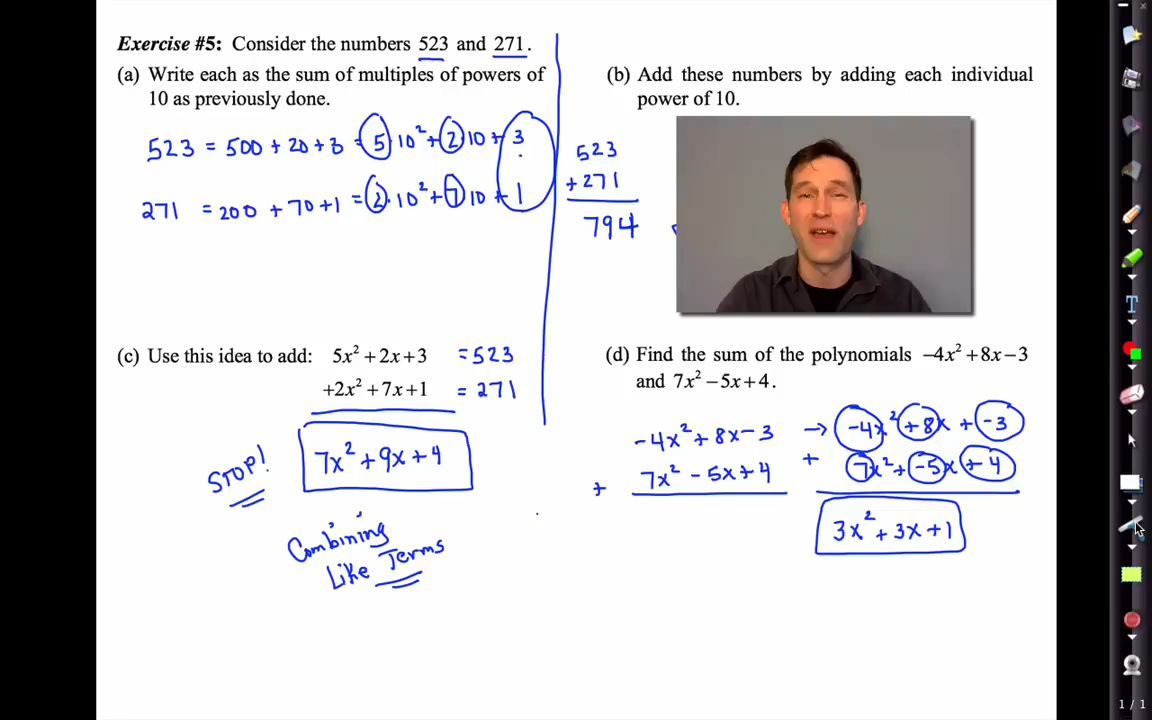 Exercise #5: Consider the numbers 523 and 271.
(a) Write each as the sum of multiples of powers of
10 as previously done.
523 = 500 + 20 + 3 = 5·10² + 2·10 + 3
271 = 200 + 70 + 1 = 2·10² + 7·10 + 1
(b) Add these numbers by adding each individual
power of 10.
523
+ 271
794
(c) Use this idea to add: 5x² + 2x + 3 = 523
+2x² + 7x + 1 = 271
7x² + 9x + 4
STOP!
Combining
Like Terms
(d) Find the sum of the polynomials −4x² + 8x − 3
and 7x² − 5x + 4.
-4x² + 8x - 3 → -4x² + 8x + -3
+ 7x² - 5x + 4 + 7x² + -5x + 4
3x² + 3x + 1
T
1 / 1